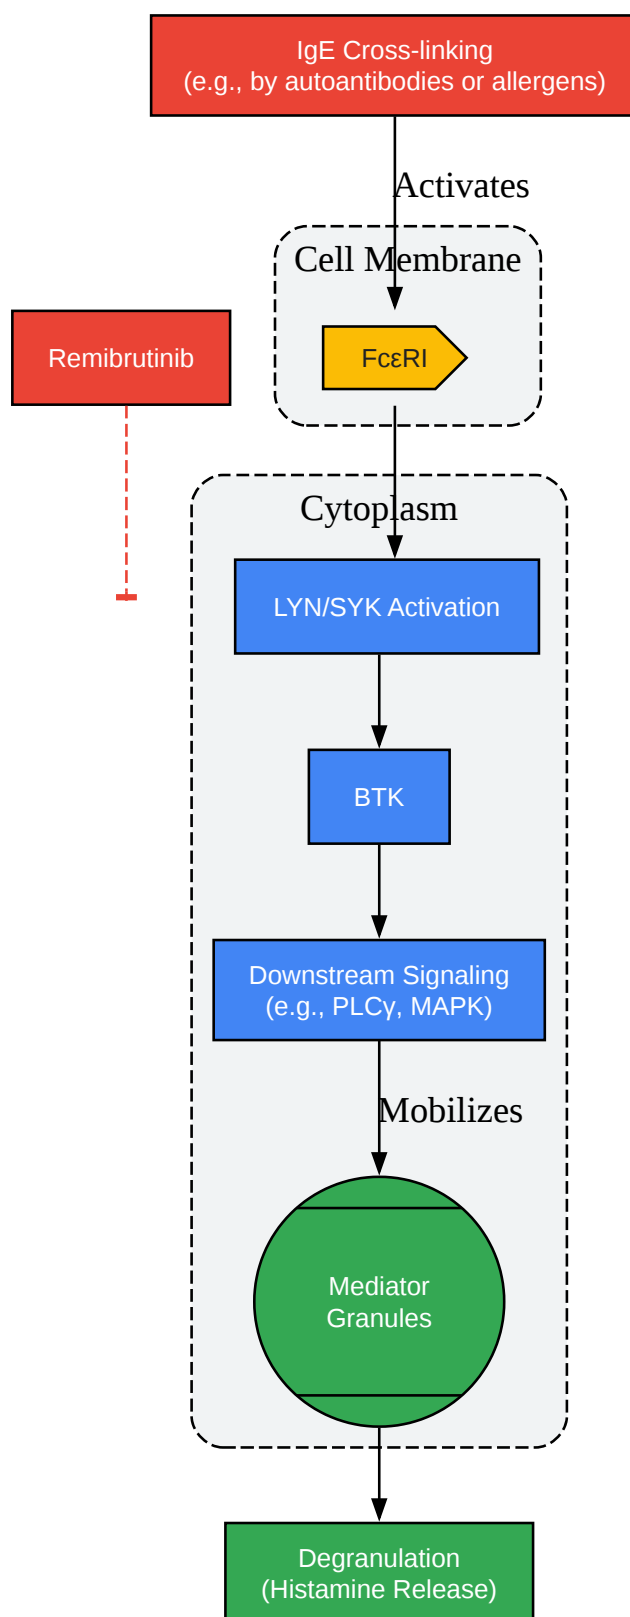 IgE Cross-linking
(e.g., by autoantibodies or allergens)
Activates
Cell Membrane
Remibrutinib
FcεRI
Cytoplasm
LYN/SYK Activation
BTK
Downstream Signaling
(e.g., PLCγ, MAPK)
Mobilizes
Mediator
Granules
Degranulation
(Histamine Release)